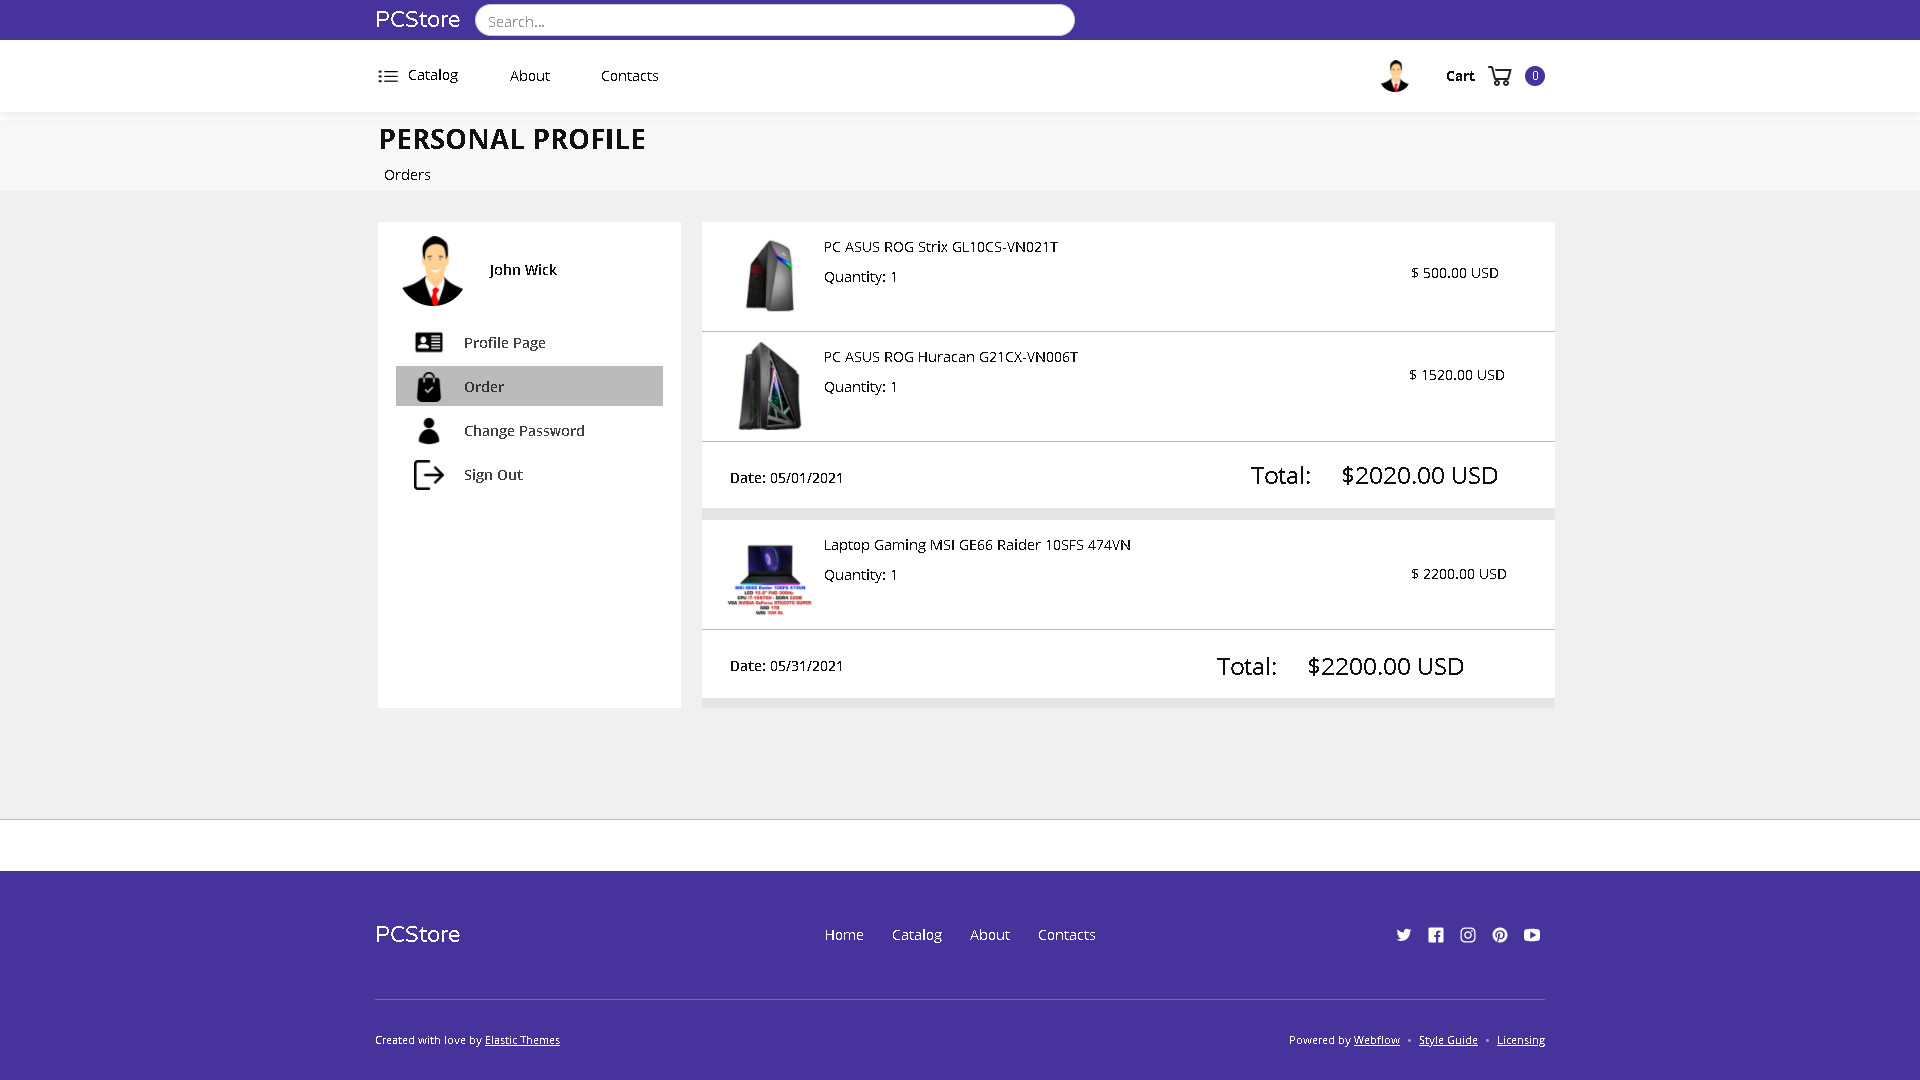 PCStore
Search...
Catalog
About
Contacts
Cart
0
PERSONAL PROFILE
Orders
John Wick
Profile Page
Order
Change Password
Sign Out
PC ASUS ROG Strix GL10CS-VN021T
Quantity: 1
$ 500.00 USD
PC ASUS ROG Huracan G21CX-VN006T
Quantity: 1
$ 1520.00 USD
Date: 05/01/2021
Total: $2020.00 USD
Laptop Gaming MSI GE66 Raider 10SFS 474VN
Quantity: 1
$ 2200.00 USD
Date: 05/31/2021
Total: $2200.00 USD
PCStore
Home
Catalog
About
Contacts
Created with love by Elastic Themes
Powered by Webflow • Style Guide • Licensing